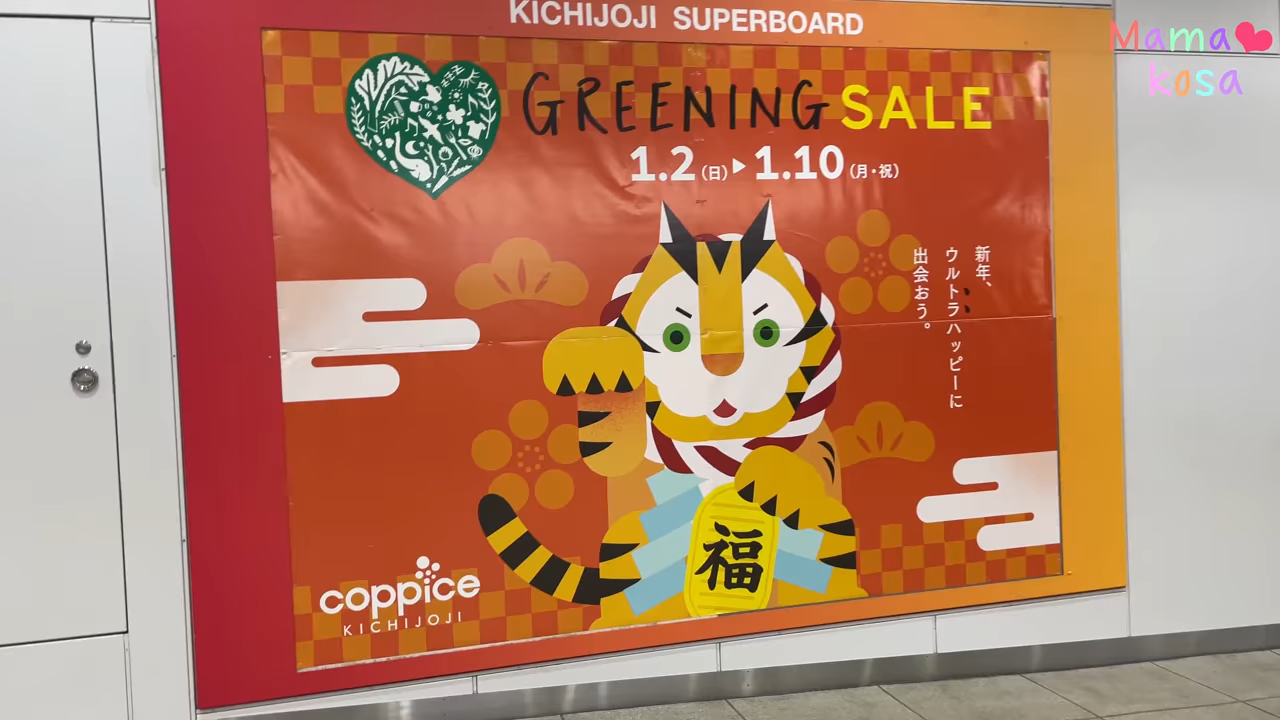 KICHIJOJI SUPERBOARD
Mama
kosa
GREENING SALE
1.2(日)▶1.10(月・祝)
新年、
ウルトラハッピーに
出会おう。
福
coppice
KICHIJOJI